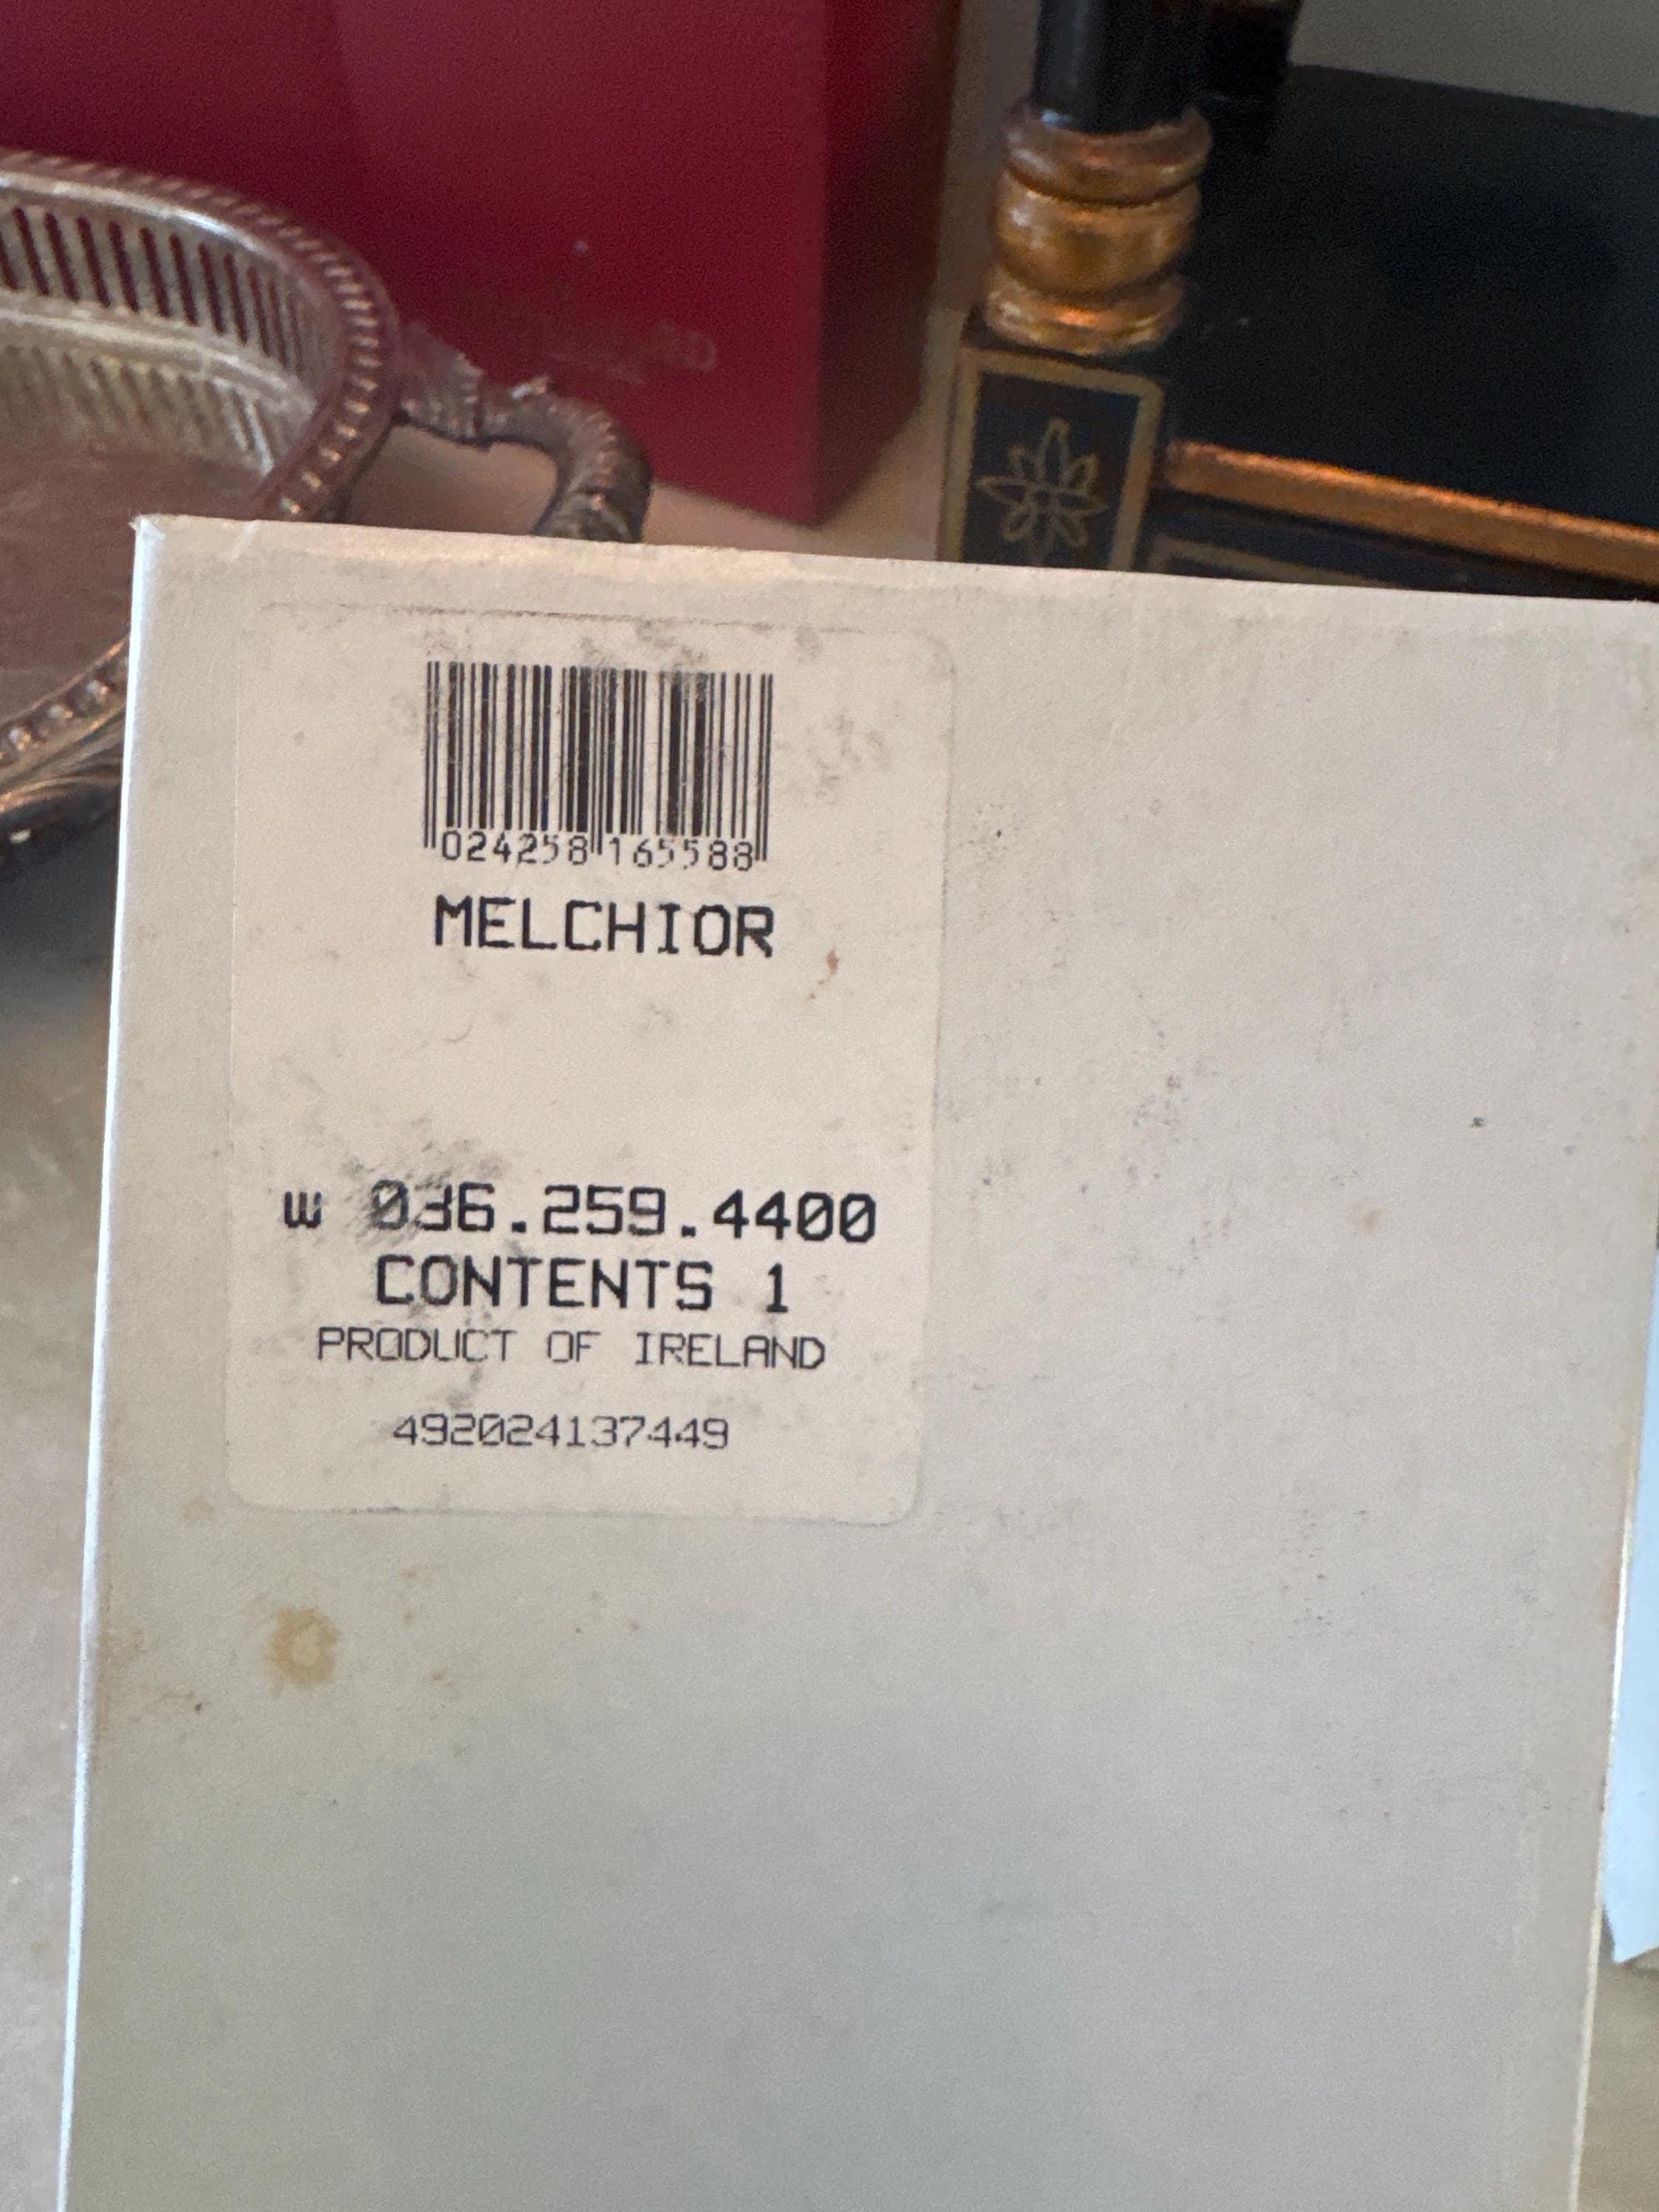 024258 165588
MELCHIOR
W 036.259.4400
CONTENTS 1
PRODUCT OF IRELAND
492024137449